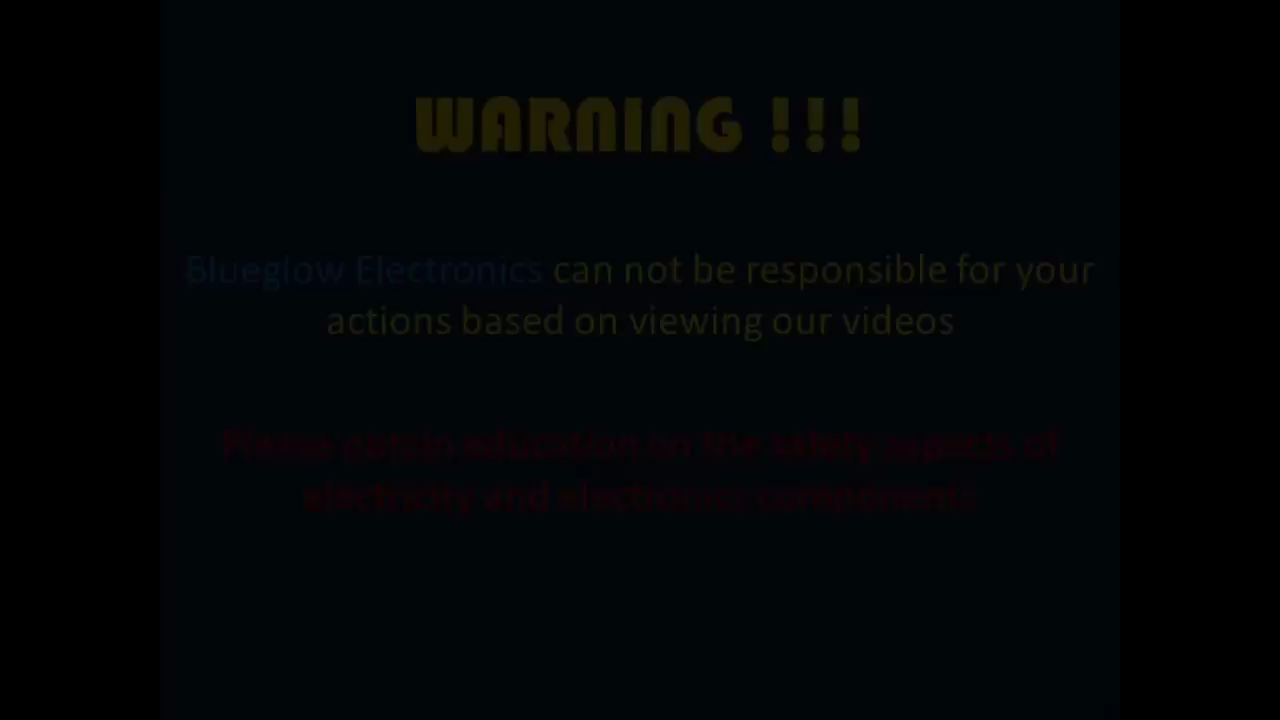 WARNING !!!
Blueglow Electronics can not be responsible for your
actions based on viewing our videos
Please obtain education on the safety aspects of
electricity and electronics components